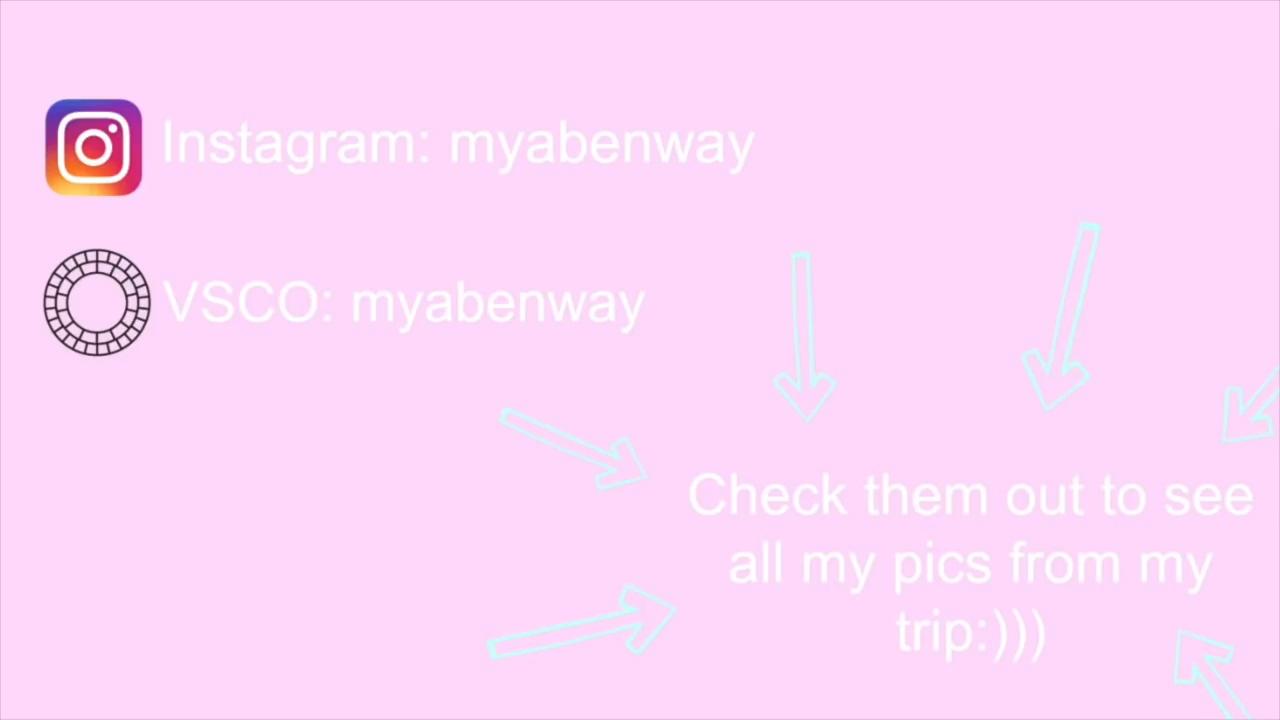 Instagram: myabenway
VSCO: myabenway
Check them out to see
all my pics from my
trip:)))